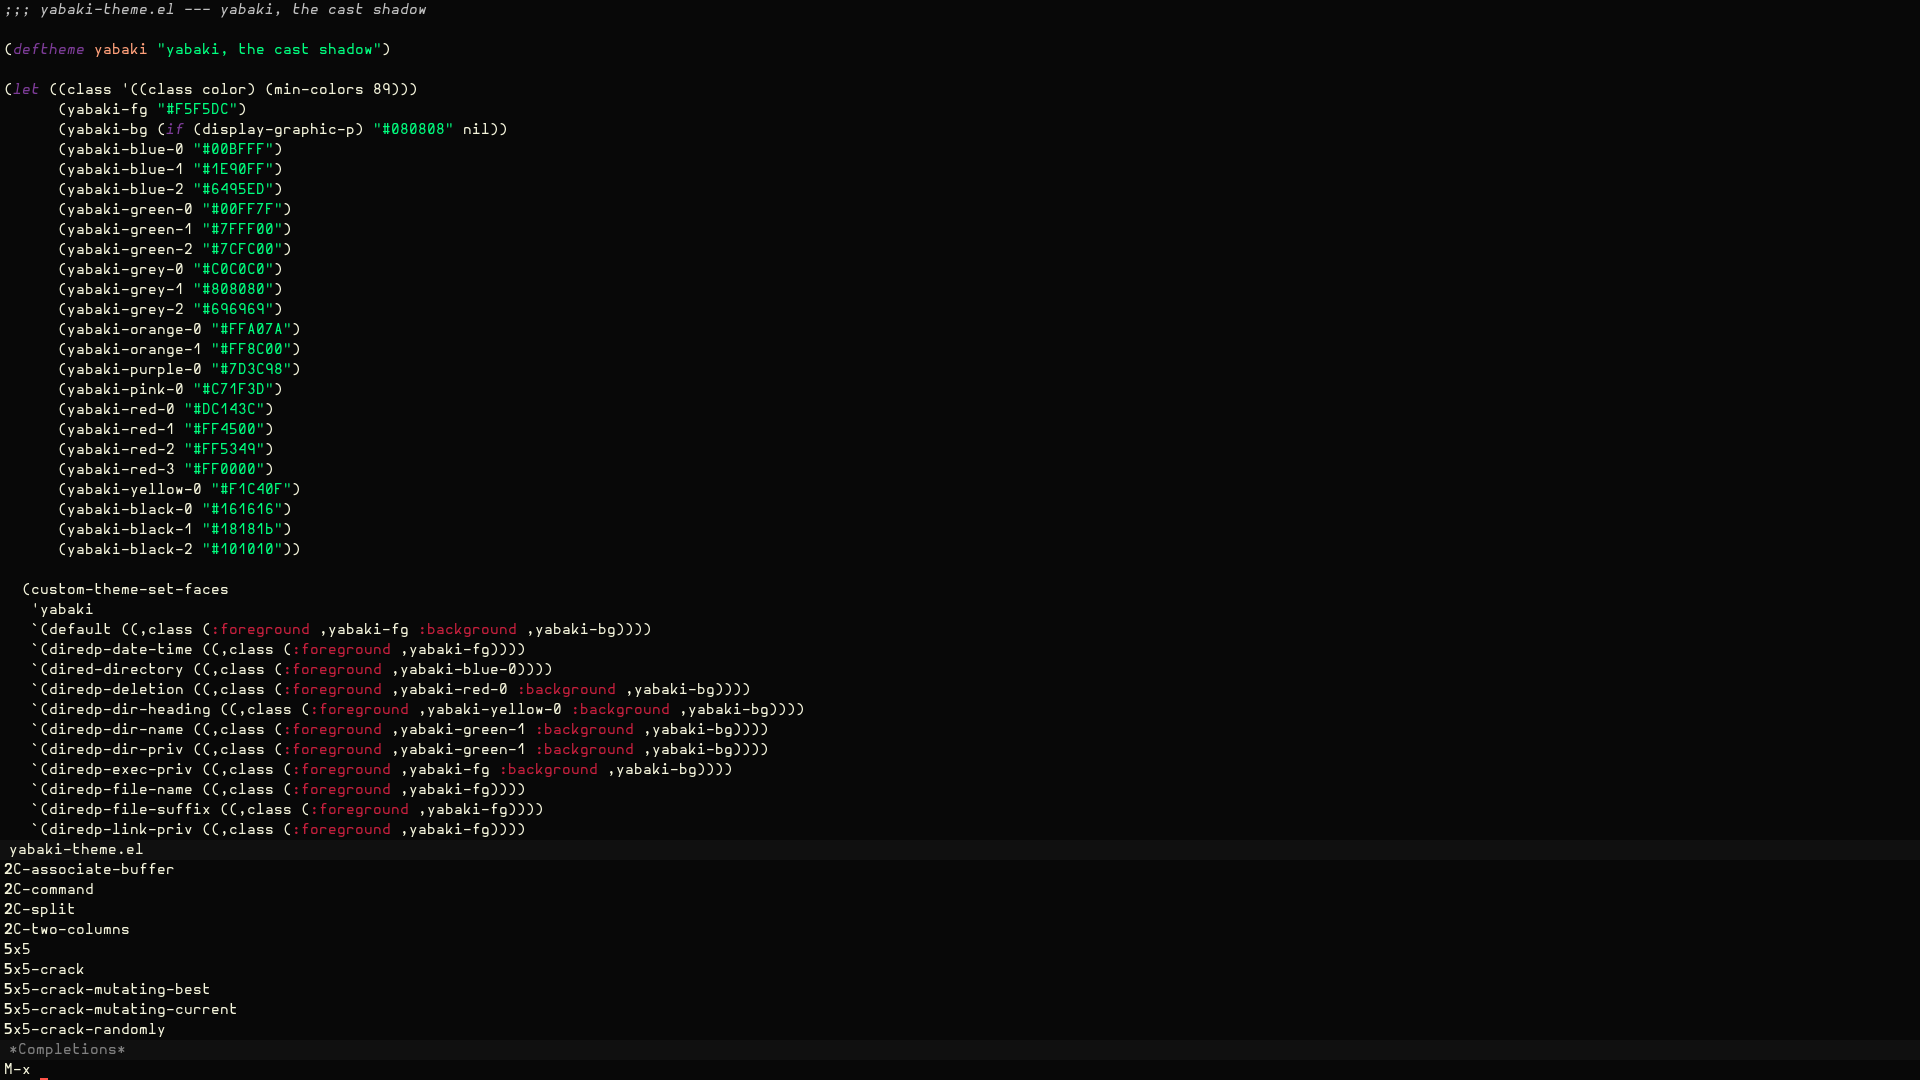 ;;; yabaki-theme.el --- yabaki, the cast shadow
(deftheme yabaki "yabaki, the cast shadow")
(let ((class '((class color) (min-colors 89)))
(yabaki-fg "#F5F5DC")
(yabaki-bg (if (display-graphic-p) "#080808" nil))
(yabaki-blue-0 "#00BFFF")
(yabaki-blue-1 "#1E90FF")
(yabaki-blue-2 "#6495ED")
(yabaki-green-0 "#00FF7F")
(yabaki-green-1 "#7FFF00")
(yabaki-green-2 "#7CFC00")
(yabaki-grey-0 "#C0C0C0")
(yabaki-grey-1 "#808080")
(yabaki-grey-2 "#696969")
(yabaki-orange-0 "#FFA07A")
(yabaki-orange-1 "#FF8C00")
(yabaki-purple-0 "#7D3C98")
(yabaki-pink-0 "#C71F3D")
(yabaki-red-0 "#DC143C")
(yabaki-red-1 "#FF4500")
(yabaki-red-2 "#FF5349")
(yabaki-red-3 "#FF0000")
(yabaki-yellow-0 "#F1C40F")
(yabaki-black-0 "#161616")
(yabaki-black-1 "#18181b")
(yabaki-black-2 "#101010"))
(custom-theme-set-faces
'yabaki
`(default ((,class (:foreground ,yabaki-fg :background ,yabaki-bg))))
`(diredp-date-time ((,class (:foreground ,yabaki-fg))))
`(dired-directory ((,class (:foreground ,yabaki-blue-0))))
`(diredp-deletion ((,class (:foreground ,yabaki-red-0 :background ,yabaki-bg))))
`(diredp-dir-heading ((,class (:foreground ,yabaki-yellow-0 :background ,yabaki-bg))))
`(diredp-dir-name ((,class (:foreground ,yabaki-green-1 :background ,yabaki-bg))))
`(diredp-dir-priv ((,class (:foreground ,yabaki-green-1 :background ,yabaki-bg))))
`(diredp-exec-priv ((,class (:foreground ,yabaki-fg :background ,yabaki-bg))))
`(diredp-file-name ((,class (:foreground ,yabaki-fg))))
`(diredp-file-suffix ((,class (:foreground ,yabaki-fg))))
`(diredp-link-priv ((,class (:foreground ,yabaki-fg))))
yabaki-theme.el
2C-associate-buffer
2C-command
2C-split
2C-two-columns
5x5
5x5-crack
5x5-crack-mutating-best
5x5-crack-mutating-current
5x5-crack-randomly
*Completions*
M-x